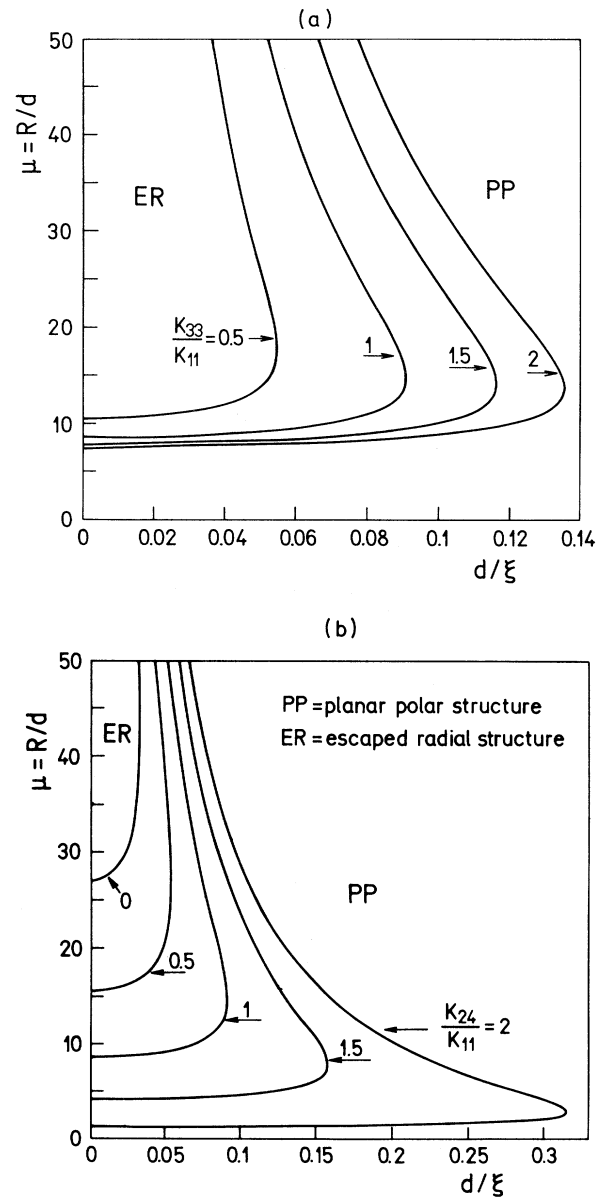 (a)
50
40
30
20
10
0
μ = R/d
ER
PP
K33/K11 = 0.5
1
1.5
2
0 0.02 0.04 0.06 0.08 0.1 0.12 0.14
d/ξ
(b)
50
40
30
20
10
0
μ = R/d
PP = planar polar structure
ER = escaped radial structure
ER
PP
0
0.5
1
1.5
K24/K11 = 2
0 0.05 0.1 0.15 0.2 0.25 0.3
d/ξ